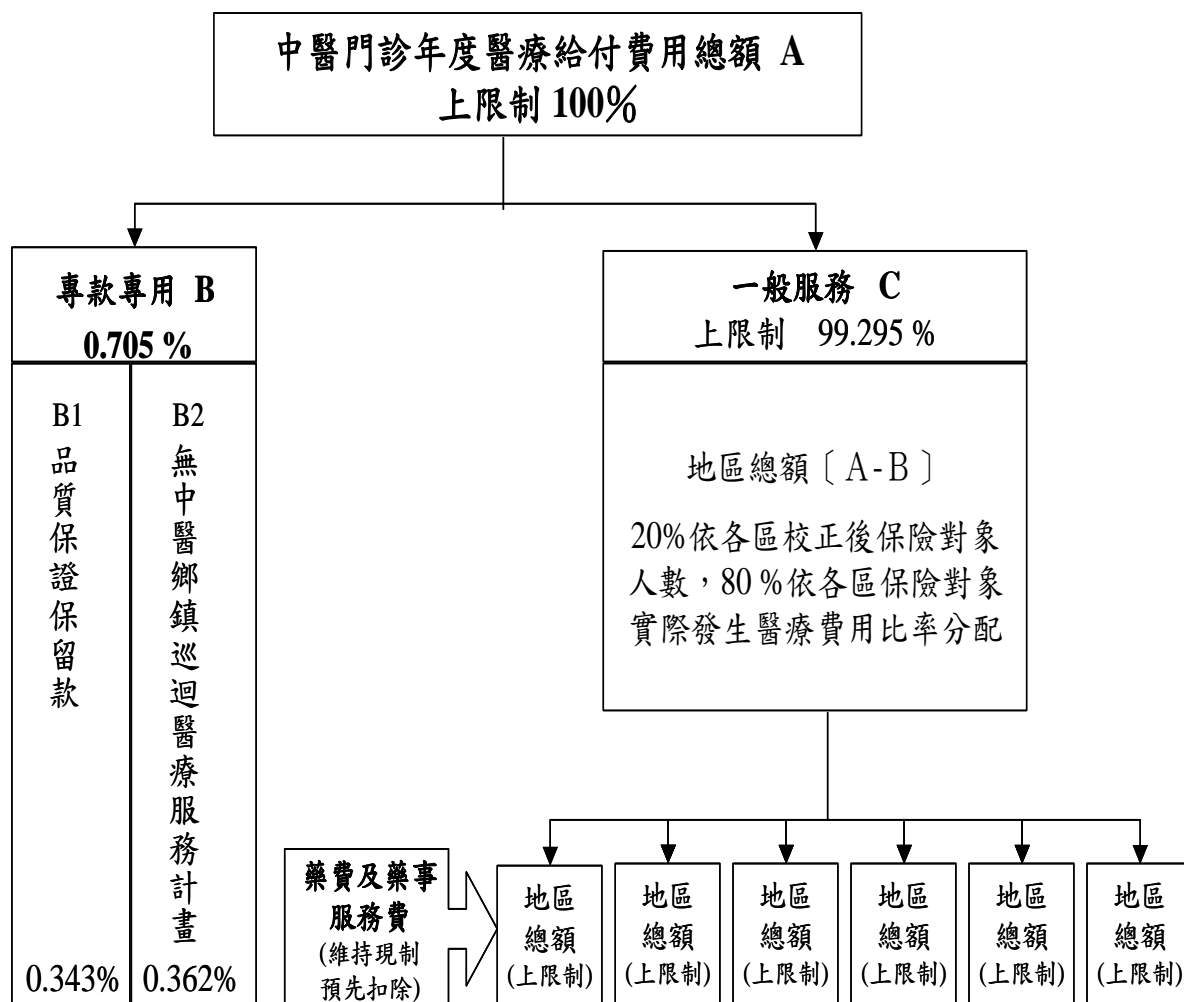 中醫門診年度醫療給付費用總額 A
上限制 100%
專款專用 B
0.705 %
B1
品質保證保留款
0.343%
B2
無中醫鄉鎮巡迴醫療服務計畫
0.362%
一般服務 C
上限制 99.295 %
地區總額〔A-B〕
20%依各區校正後保險對象
人數，80 %依各區保險對象
實際發生醫療費用比率分配
藥費及藥事
服務費
(維持現制
預先扣除)
地區
總額
(上限制)
地區
總額
(上限制)
地區
總額
(上限制)
地區
總額
(上限制)
地區
總額
(上限制)
地區
總額
(上限制)